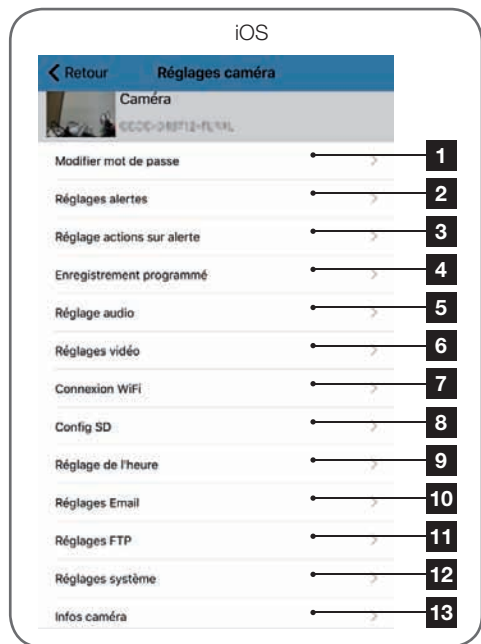 iOS
Retour Réglages caméra
Caméra
Modifier mot de passe 1
Réglages alertes 2
Réglage actions sur alerte 3
Enregistrement programmé 4
Réglage audio 5
Réglages vidéo 6
Connexion WiFi 7
Config SD 8
Réglage de l'heure 9
Réglages Email 10
Réglages FTP 11
Réglages système 12
Infos caméra 13